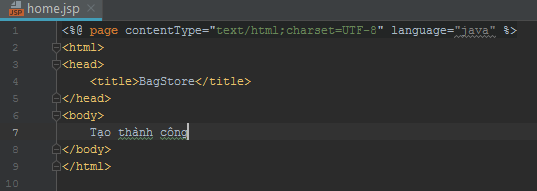 home.jsp
1 <%@ page contentType="text/html;charset=UTF-8" language="java" %>
2 <html>
3 <head>
4 <title>BagStore</title>
5 </head>
6 <body>
7 Tạo thành công
8 </body>
9 </html>
10